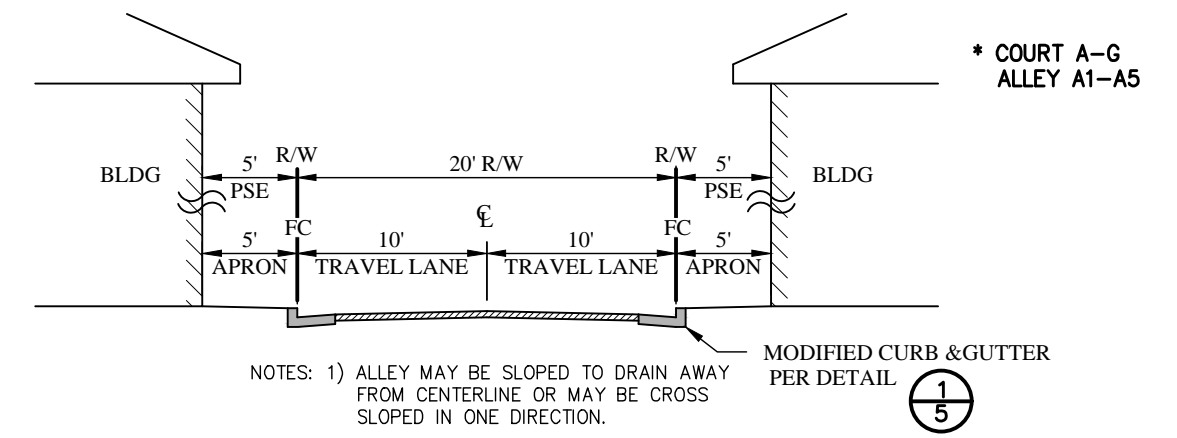 * COURT A-G
ALLEY A1-A5
5' R/W 20' R/W R/W 5'
BLDG PSE PSE BLDG
℄
FC FC
5' 10' 10' 5'
APRON TRAVEL LANE TRAVEL LANE APRON
MODIFIED CURB &GUTTER
PER DETAIL
1
5
NOTES: 1) ALLEY MAY BE SLOPED TO DRAIN AWAY
FROM CENTERLINE OR MAY BE CROSS
SLOPED IN ONE DIRECTION.